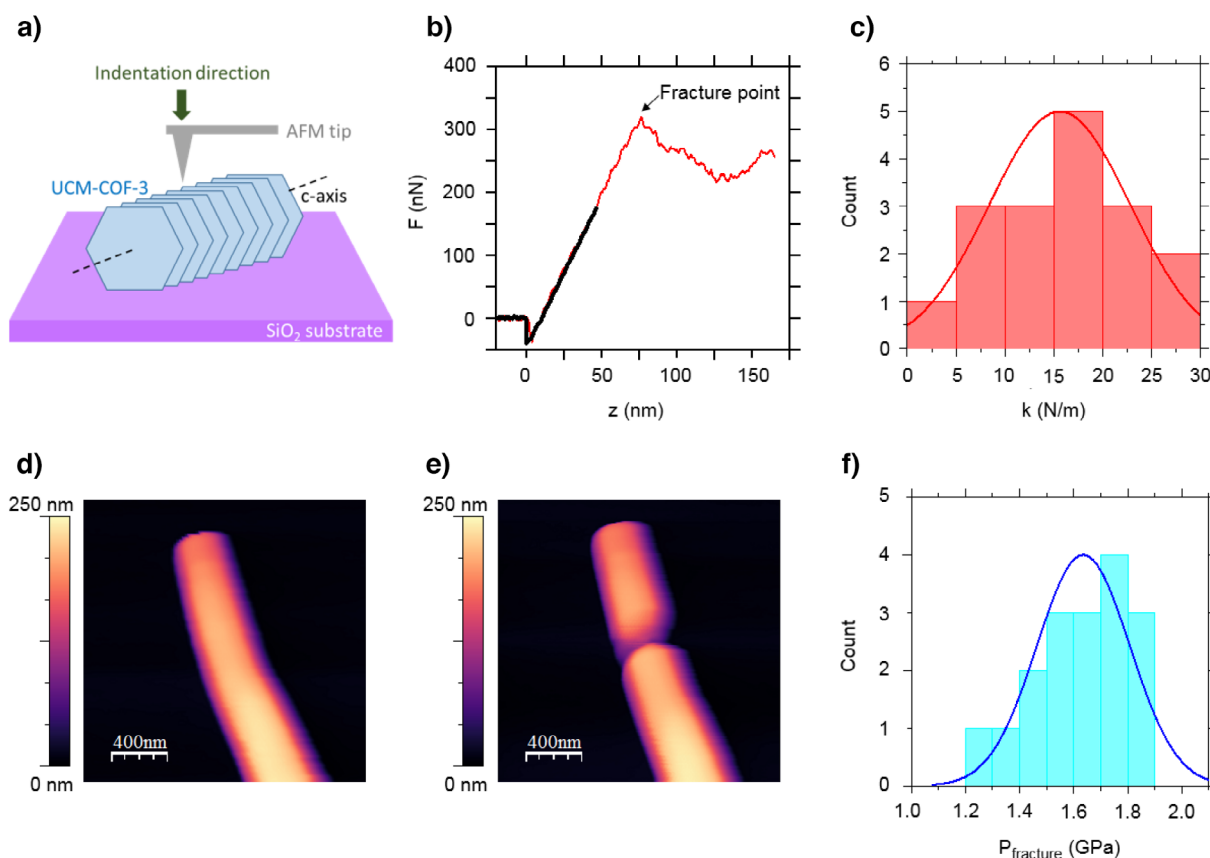 a)
Indentation direction
AFM tip
UCM-COF-3
c-axis
SiO₂ substrate
b)
400
300
200
100
0
F (nN)
Fracture point
0 50 100 150
z (nm)
c)
6
5
4
3
2
1
0
Count
0 5 10 15 20 25 30
k (N/m)
d)
250 nm
0 nm
400nm
e)
250 nm
0 nm
400nm
f)
5
4
3
2
1
0
Count
1.0 1.2 1.4 1.6 1.8 2.0
P_fracture (GPa)